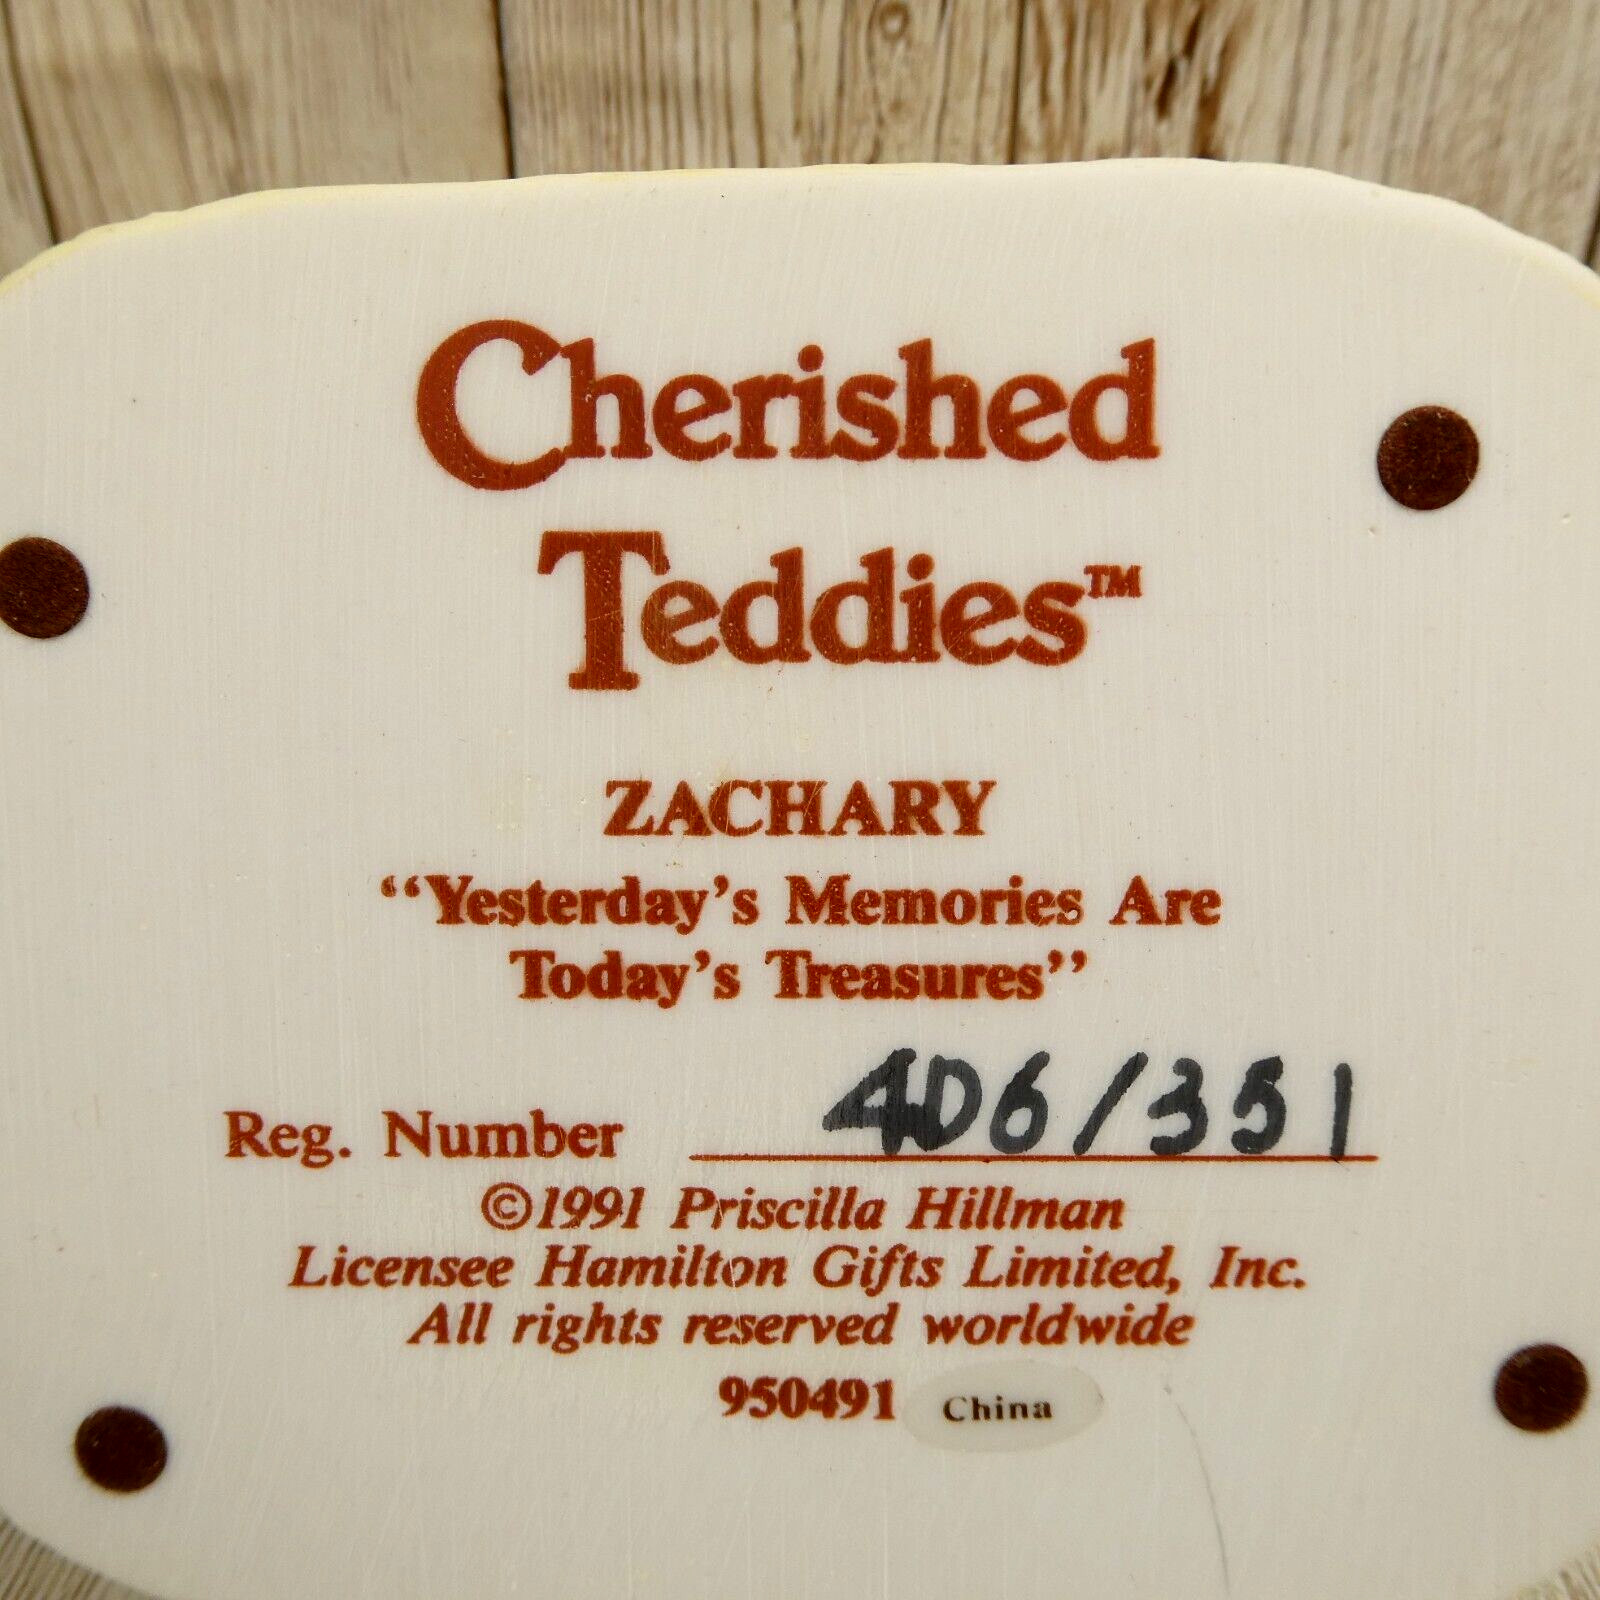 Cherished
Teddies™
ZACHARY
“Yesterday’s Memories Are
Today’s Treasures”
Reg. Number 4D6/351
©1991 Priscilla Hillman
Licensee Hamilton Gifts Limited, Inc.
All rights reserved worldwide
950491 China